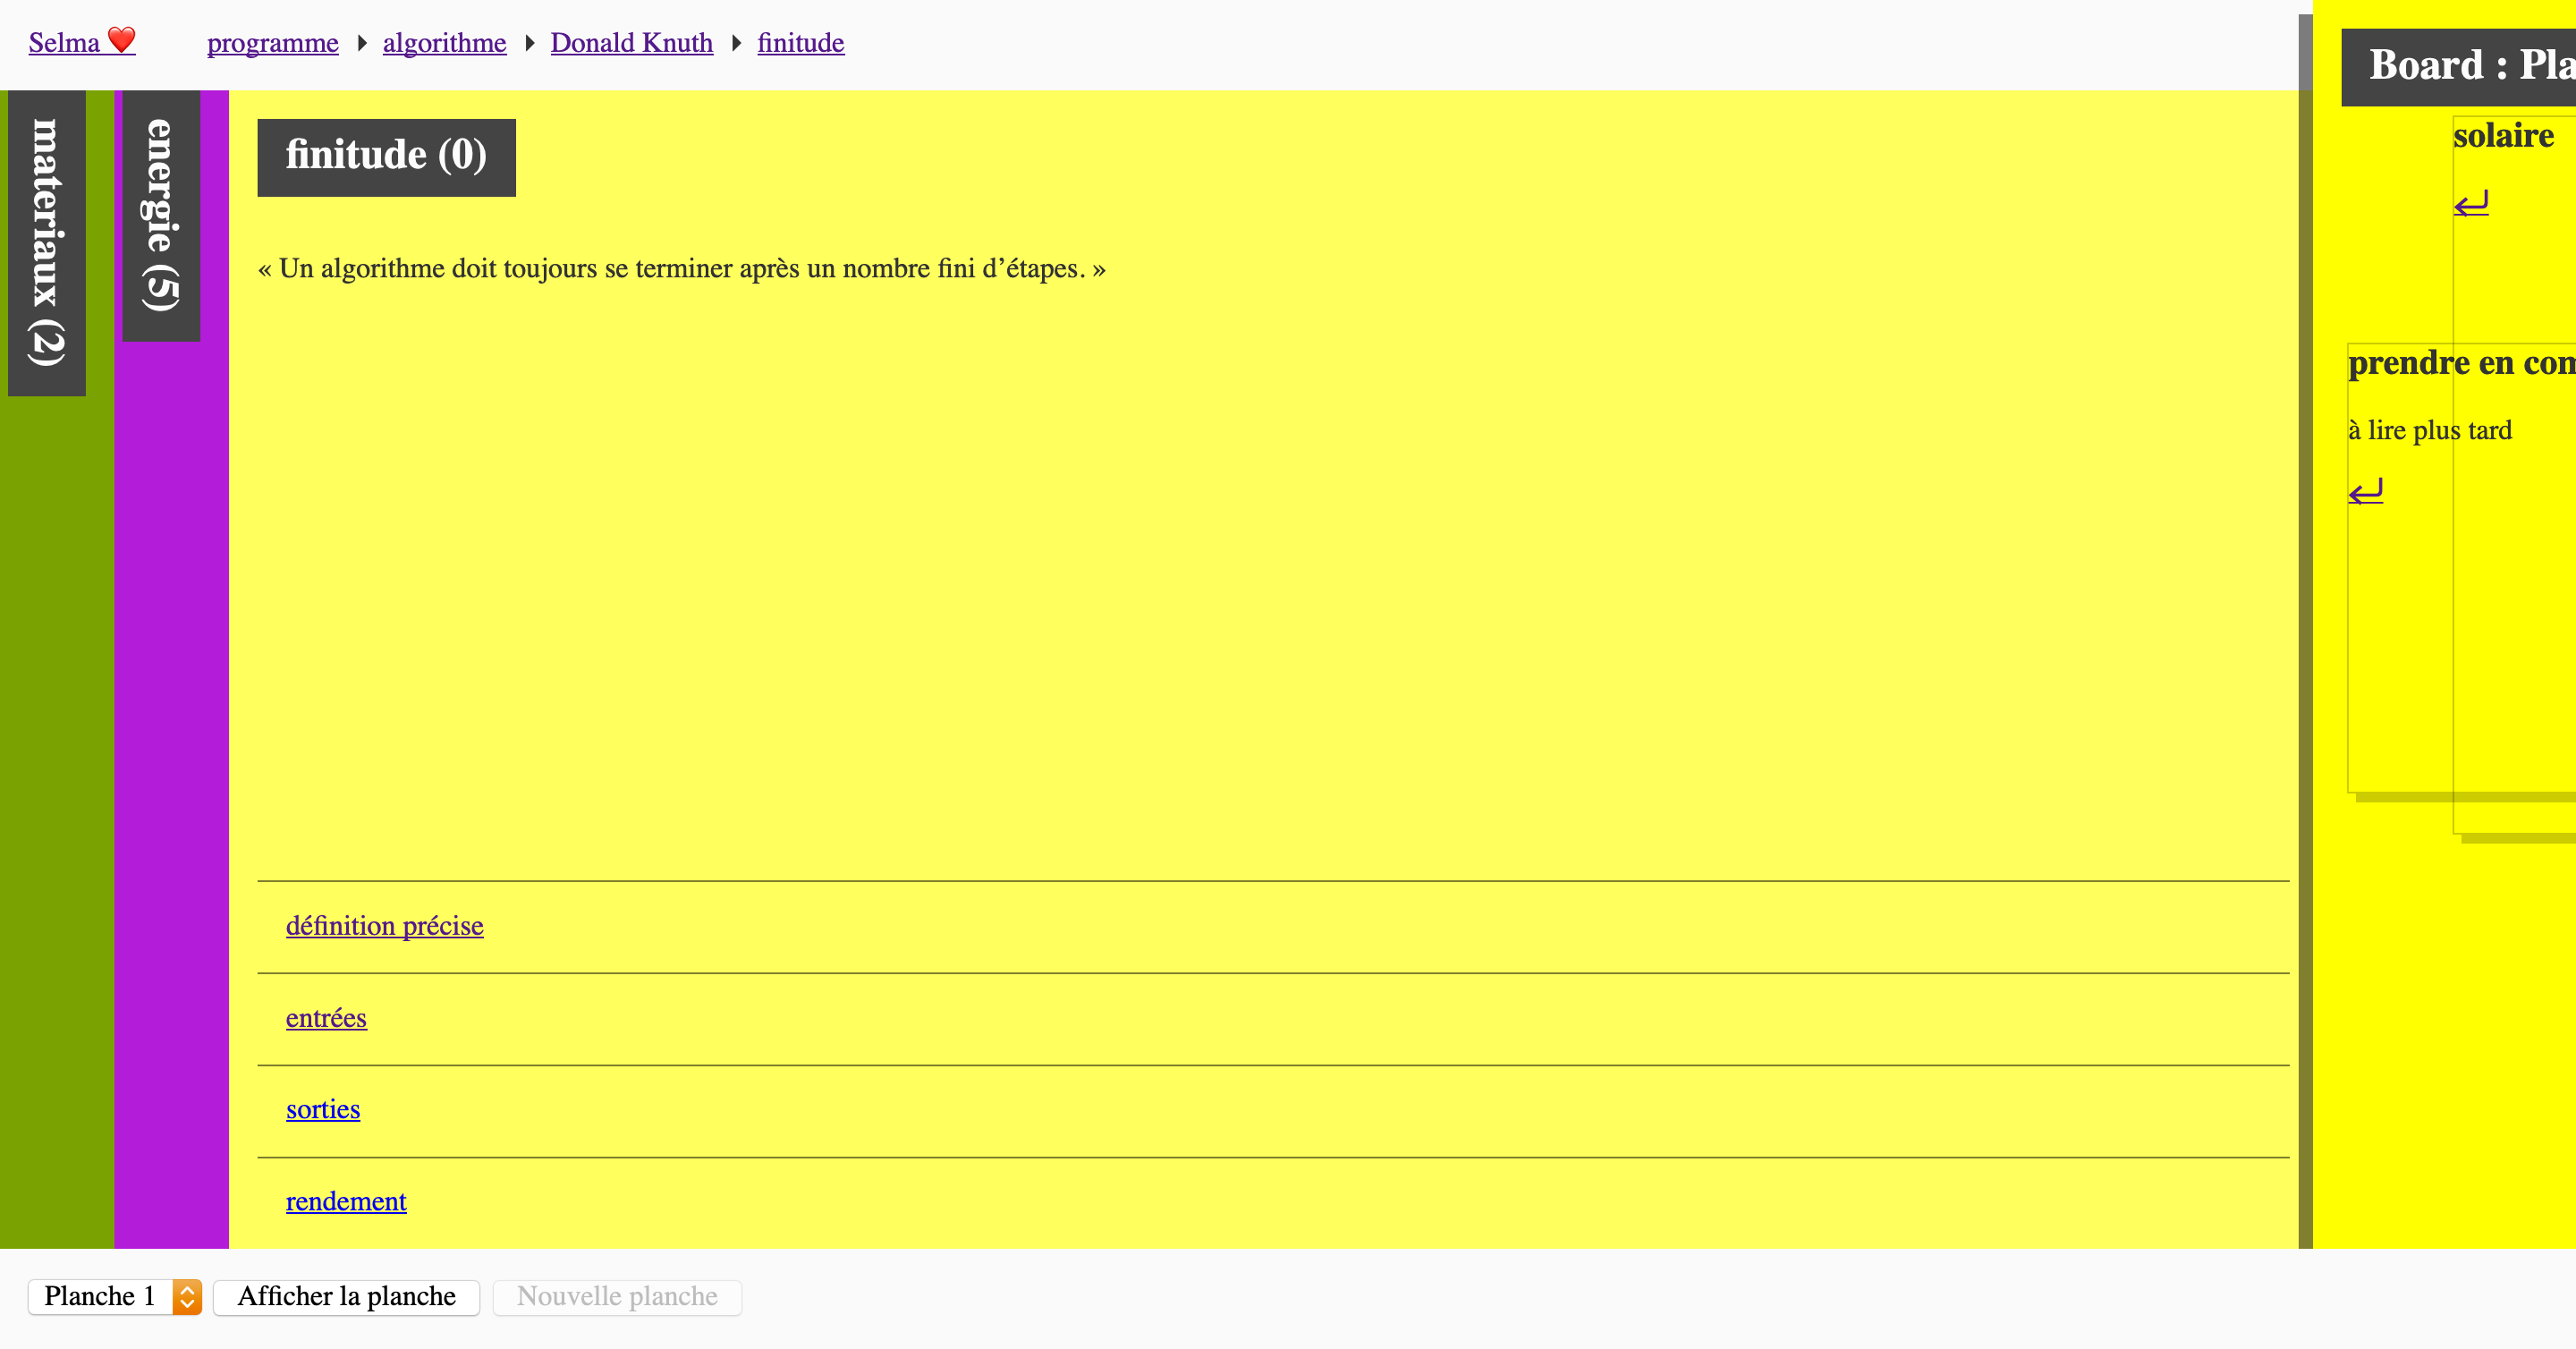 Selma ❤️ programme ▸ algorithme ▸ Donald Knuth ▸ finitude
materiaux (2)
energie (5)
finitude (0)
« Un algorithme doit toujours se terminer après un nombre fini d’étapes. »
définition précise
entrées
sorties
rendement
Board : Pla
solaire
prendre en con
à lire plus tard
Planche 1 Afficher la planche Nouvelle planche